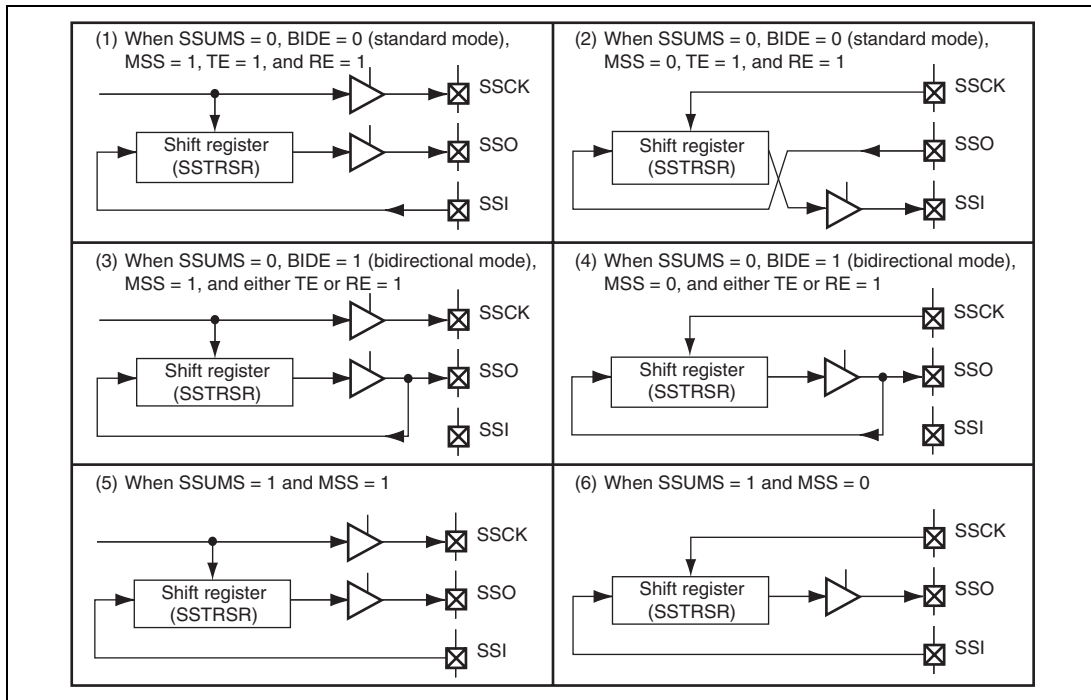 (1) When SSUMS = 0, BIDE = 0 (standard mode),
MSS = 1, TE = 1, and RE = 1
SSCK
Shift register
(SSTRSR)
SSO
SSI
(2) When SSUMS = 0, BIDE = 0 (standard mode),
MSS = 0, TE = 1, and RE = 1
SSCK
Shift register
(SSTRSR)
SSO
SSI
(3) When SSUMS = 0, BIDE = 1 (bidirectional mode),
MSS = 1, and either TE or RE = 1
SSCK
Shift register
(SSTRSR)
SSO
SSI
(4) When SSUMS = 0, BIDE = 1 (bidirectional mode),
MSS = 0, and either TE or RE = 1
SSCK
Shift register
(SSTRSR)
SSO
SSI
(5) When SSUMS = 1 and MSS = 1
SSCK
Shift register
(SSTRSR)
SSO
SSI
(6) When SSUMS = 1 and MSS = 0
SSCK
Shift register
(SSTRSR)
SSO
SSI